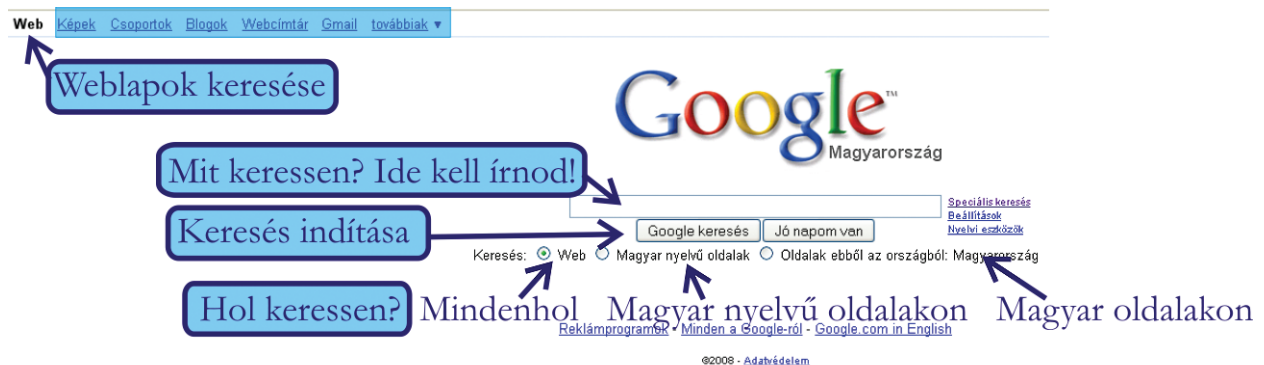 Web Képek Csoportok Blogok Webcímtár Gmail továbbiak ▼
Weblapok keresése
Google™
Magyarország
Mit keressen? Ide kell írnod!
Speciális keresés
Beállítások
Nyelvi eszközök
Keresés indítása
Google keresés Jó napom van
Keresés: Web Magyar nyelvű oldalak Oldalak ebből az országból: Magyarország
Hol keressen? Mindenhol Magyar nyelvű oldalakon Magyar oldalakon
Reklámprogramok - Minden a Google-ról - Google.com in English
©2008 - Adatvédelem